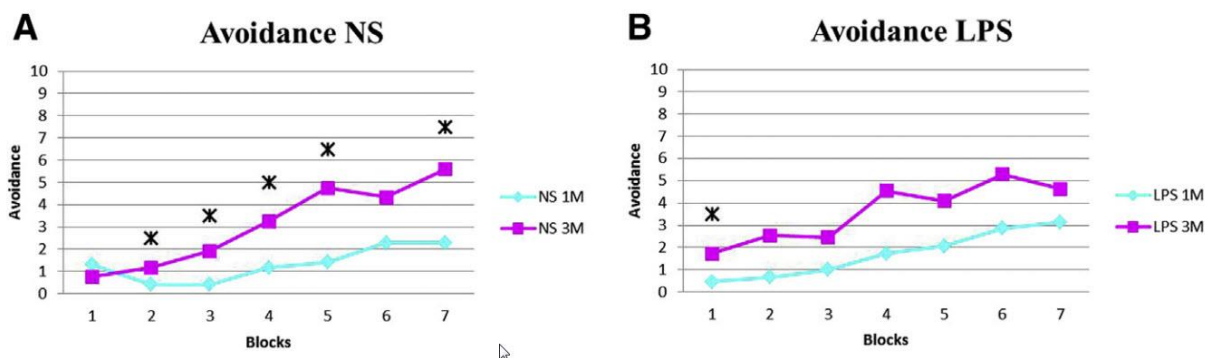 A
Avoidance NS
10
9
8
7
6
5
4
3
2
1
0
Avoidance
1 2 3 4 5 6 7
Blocks
NS 1M
NS 3M
B
Avoidance LPS
10
9
8
7
6
5
4
3
2
1
0
Avoidance
1 2 3 4 5 6 7
Blocks
LPS 1M
LPS 3M